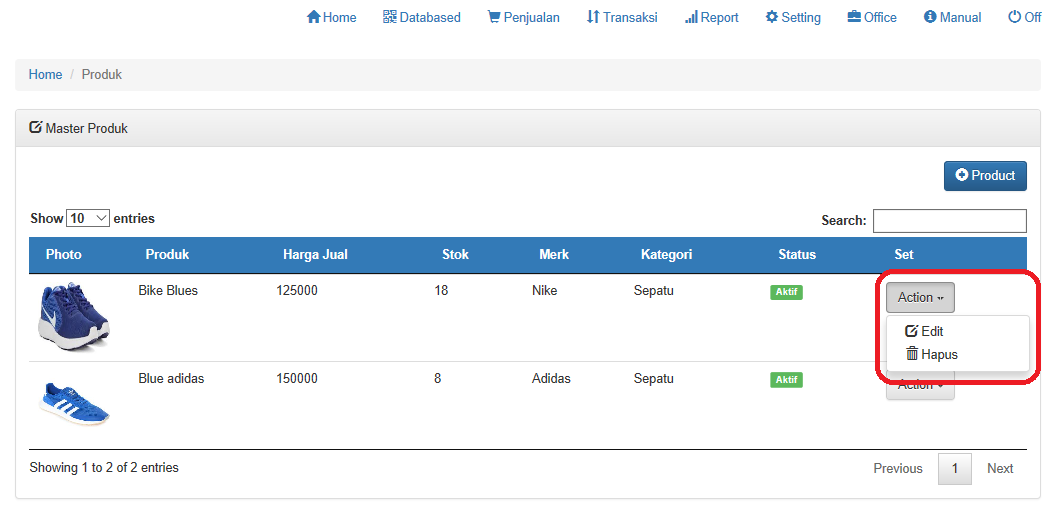 Home Databased Penjualan Transaksi Report Setting Office Manual Off
Home / Produk
Master Produk
Product
Show 10 entries Search:
Photo Produk Harga Jual Stok Merk Kategori Status Set
Bike Blues 125000 18 Nike Sepatu Aktif Action
Edit
Hapus
Blue adidas 150000 8 Adidas Sepatu Aktif Action
Showing 1 to 2 of 2 entries Previous 1 Next